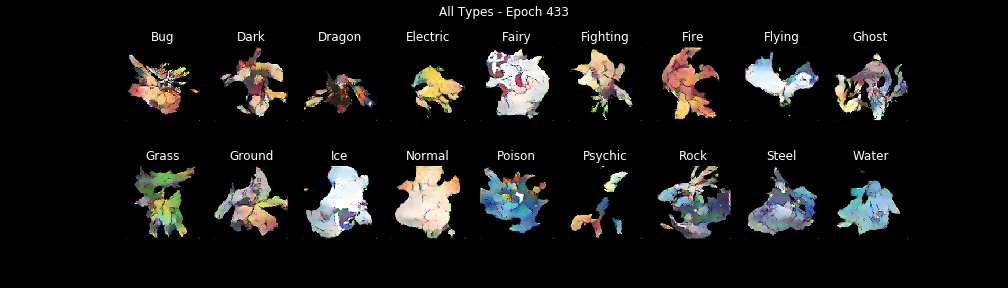 All Types - Epoch 433
Bug Dark Dragon Electric Fairy Fighting Fire Flying Ghost
Grass Ground Ice Normal Poison Psychic Rock Steel Water